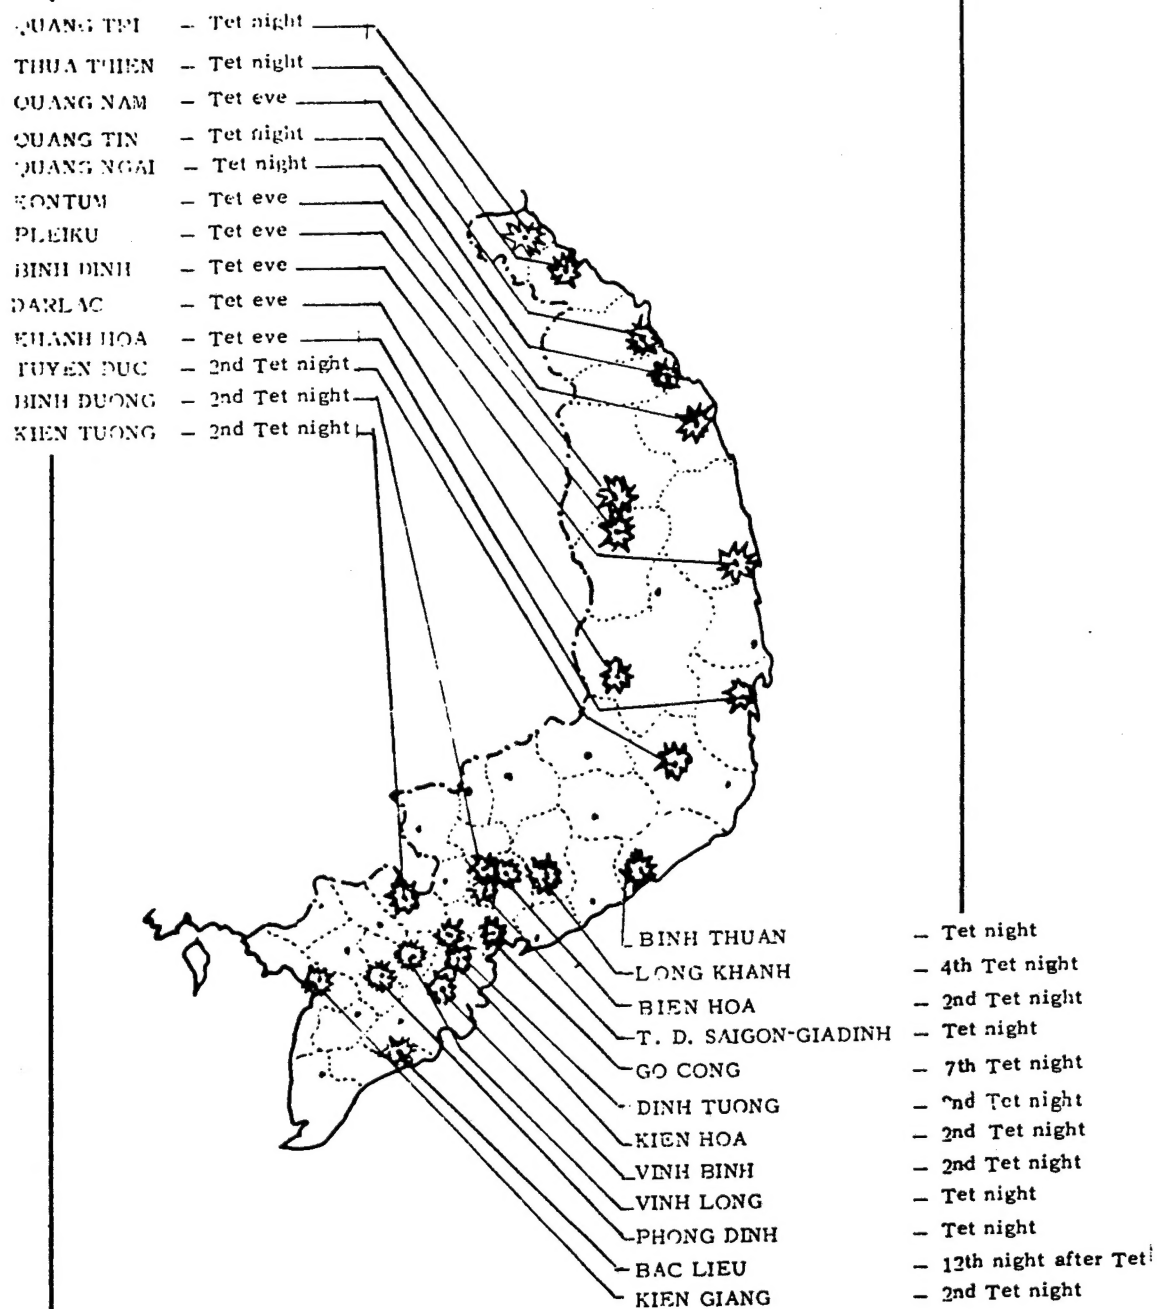 QUANG TRI – Tet night
THUA THIEN – Tet night
QUANG NAM – Tet eve
QUANG TIN – Tet night
QUANG NGAI – Tet night
KONTUM – Tet eve
PLEIKU – Tet eve
BINH DINH – Tet eve
DARLAC – Tet eve
KHANH HOA – Tet eve
TUYEN DUC – 2nd Tet night
BINH DUONG – 2nd Tet night
KIEN TUONG – 2nd Tet night
BINH THUAN – Tet night
LONG KHANH – 4th Tet night
BIEN HOA – 2nd Tet night
T. D. SAIGON-GIADINH – Tet night
GO CONG – 7th Tet night
DINH TUONG – 2nd Tet night
KIEN HOA – 2nd Tet night
VINH BINH – 2nd Tet night
VINH LONG – Tet night
PHONG DINH – Tet night
BAC LIEU – 12th night after Tet
KIEN GIANG – 2nd Tet night